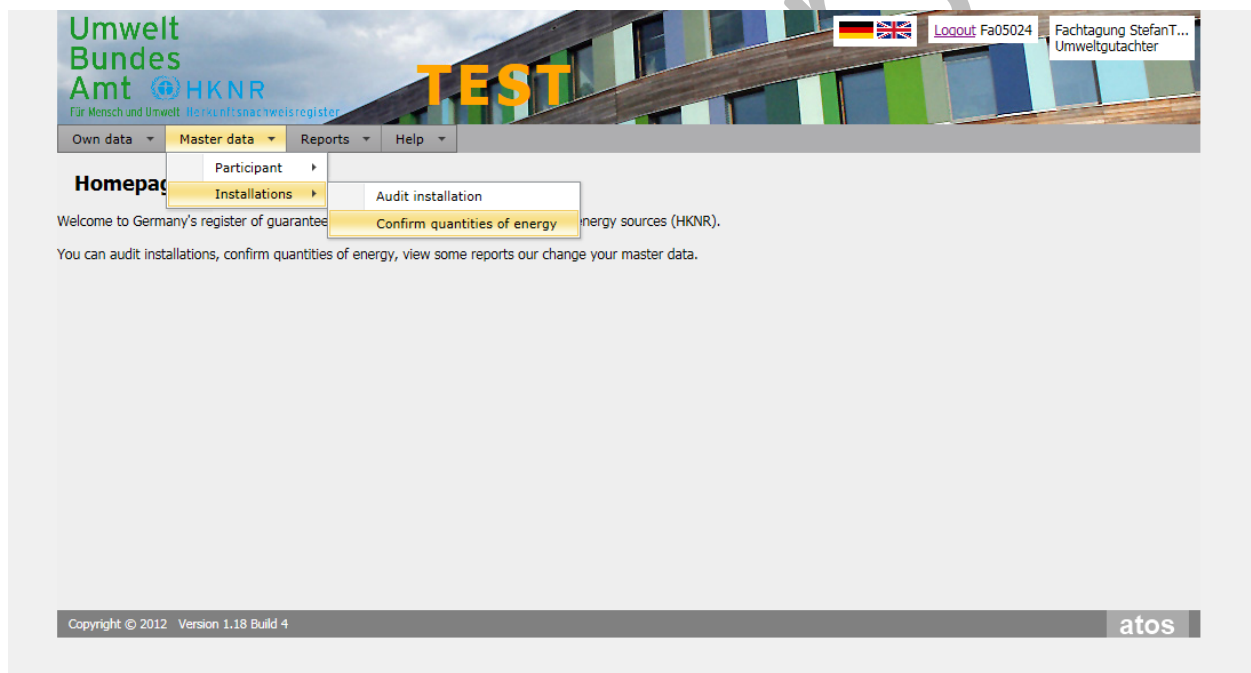 Umwelt
Bundes
Amt HKNR
Für Mensch und Umwelt Herkunftsnachweisregister
TEST
Logout Fa05024
Fachtagung StefanT...
Umweltgutachter
Own data Master data Reports Help
Participant
Installations
Audit installation
Confirm quantities of energy
Homepag
Welcome to Germany's register of guarantee energy sources (HKNR).
You can audit installations, confirm quantities of energy, view some reports our change your master data.
Copyright © 2012 Version 1.18 Build 4
atos